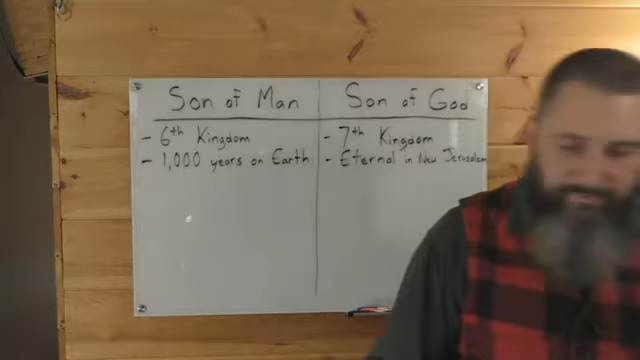 Son of Man
- 6th Kingdom
- 1,000 years on Earth
Son of God
- 7th Kingdom
- Eternal in New Jerusalem